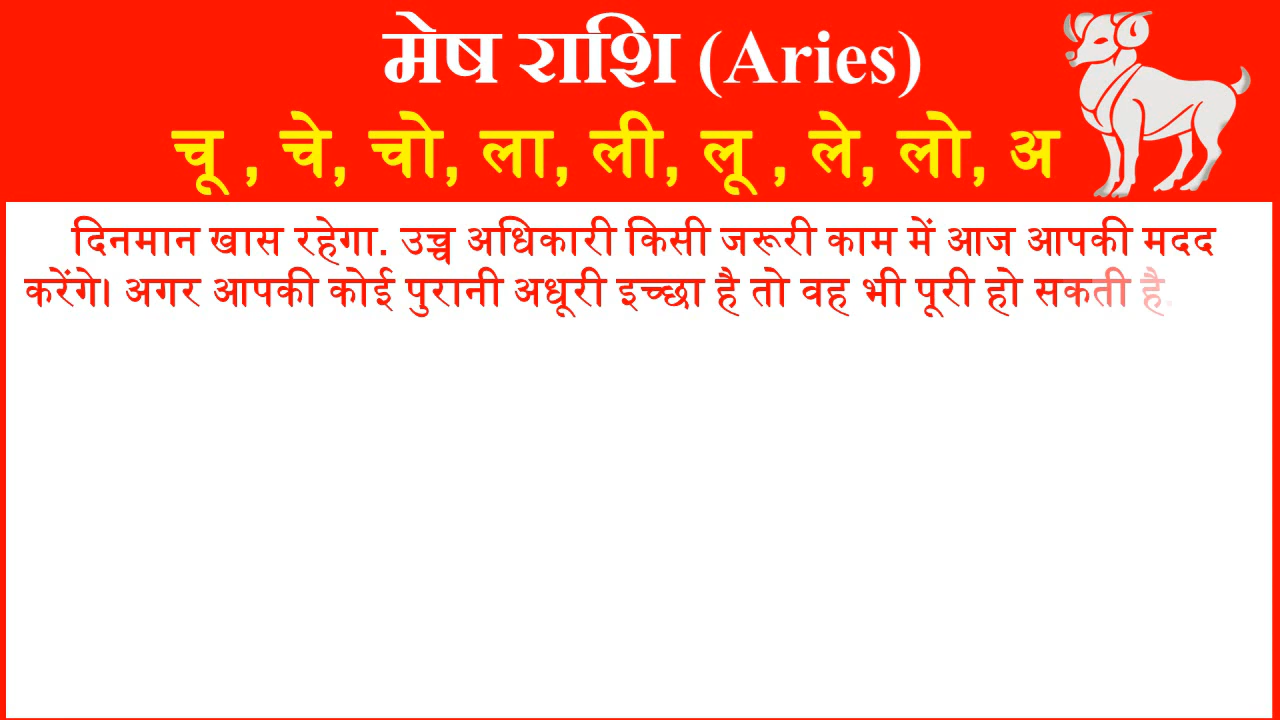 मेष राशि (Aries)
चू , चे, चो, ला, ली, लू , ले, लो, अ
दिनमान खास रहेगा. उच्च अधिकारी किसी जरूरी काम में आज आपकी मदद
करेंगे। अगर आपकी कोई पुरानी अधूरी इच्छा है तो वह भी पूरी हो सकती है.